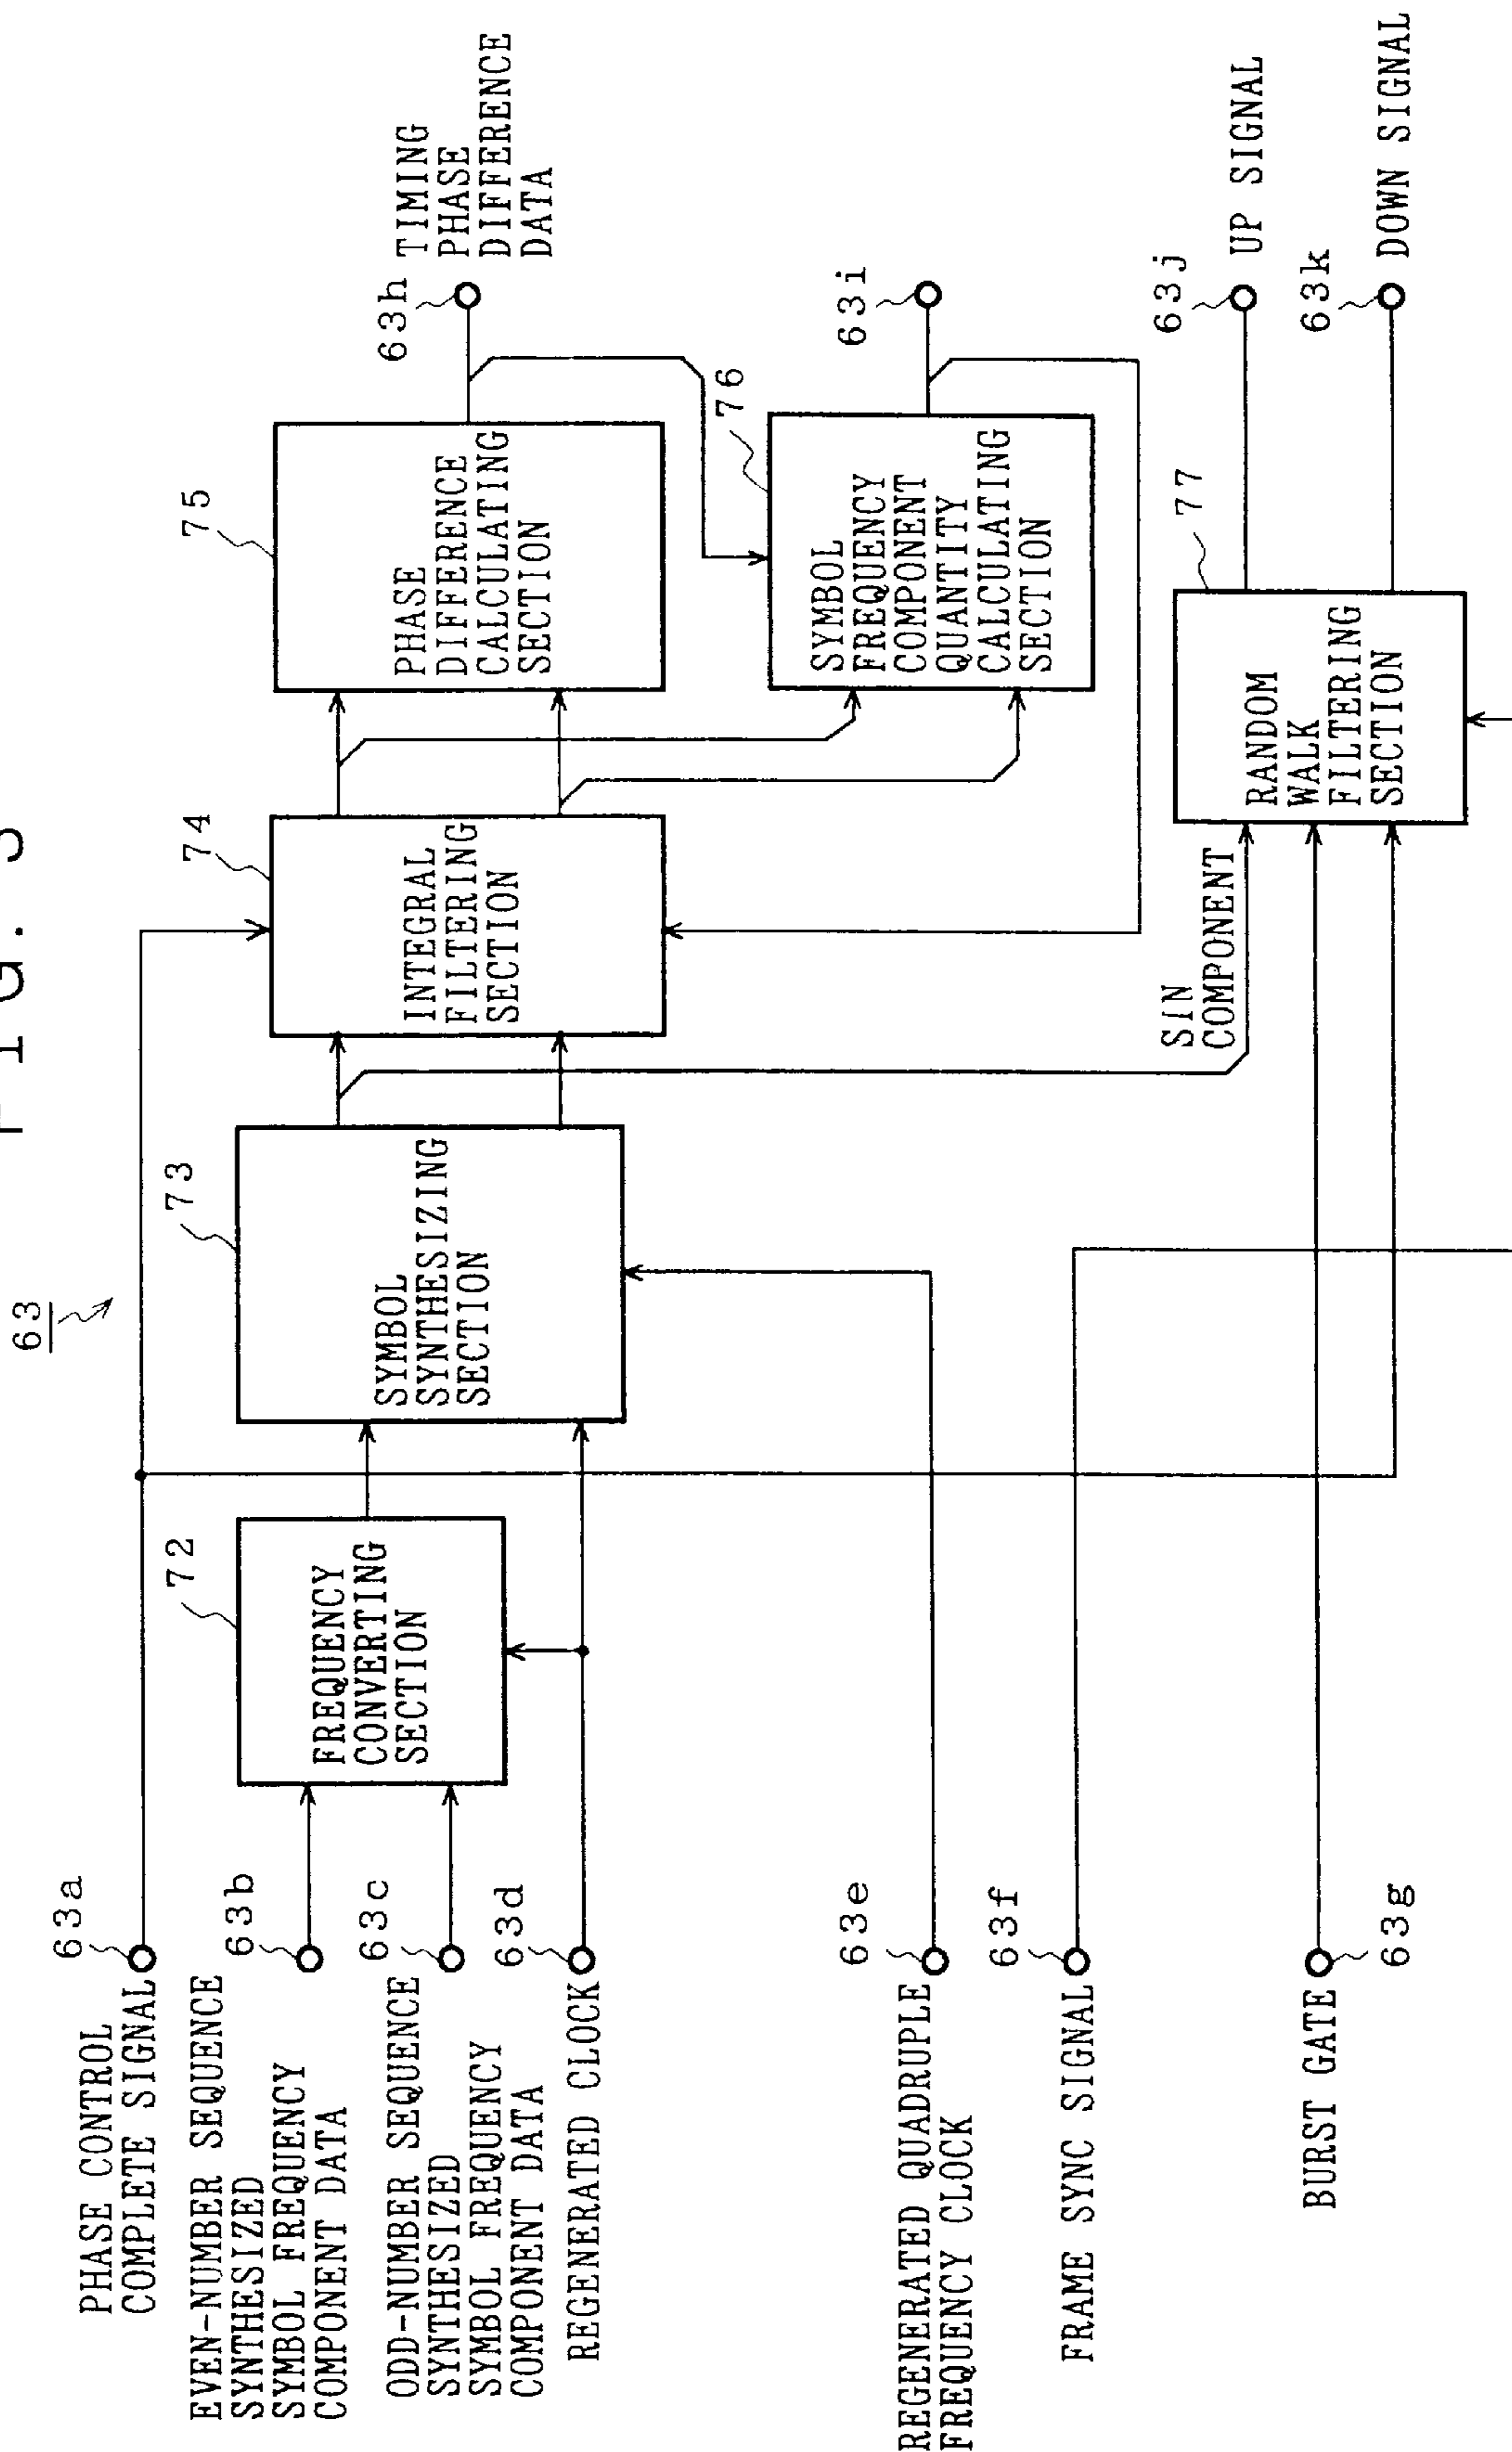 FIG.
63
63a
PHASE CONTROL
COMPLETE SIGNAL
63b
EVEN-NUMBER SEQUENCE
SYNTHESIZED
SYMBOL FREQUENCY
COMPONENT DATA
63c
ODD-NUMBER SEQUENCE
SYNTHESIZED
SYMBOL FREQUENCY
COMPONENT DATA
63d
REGENERATED CLOCK
63e
REGENERATED QUADRUPLE
FREQUENCY CLOCK
63f
FRAME SYNC SIGNAL
BURST GATE
63g
72
FREQUENCY
CONVERTING
SECTION
73
SYMBOL
SYNTHESIZING
SECTION
74
INTEGRAL
FILTERING
SECTION
75
PHASE
DIFFERENCE
CALCULATING
SECTION
76
SYMBOL
FREQUENCY
COMPONENT
QUANTITY
CALCULATING
SECTION
SIN
COMPONENT
77
RANDOM
WALK
FILTERING
SECTION
63h
TIMING
PHASE
DIFFERENCE
DATA
63i
63j
UP SIGNAL
63k
DOWN SIGNAL